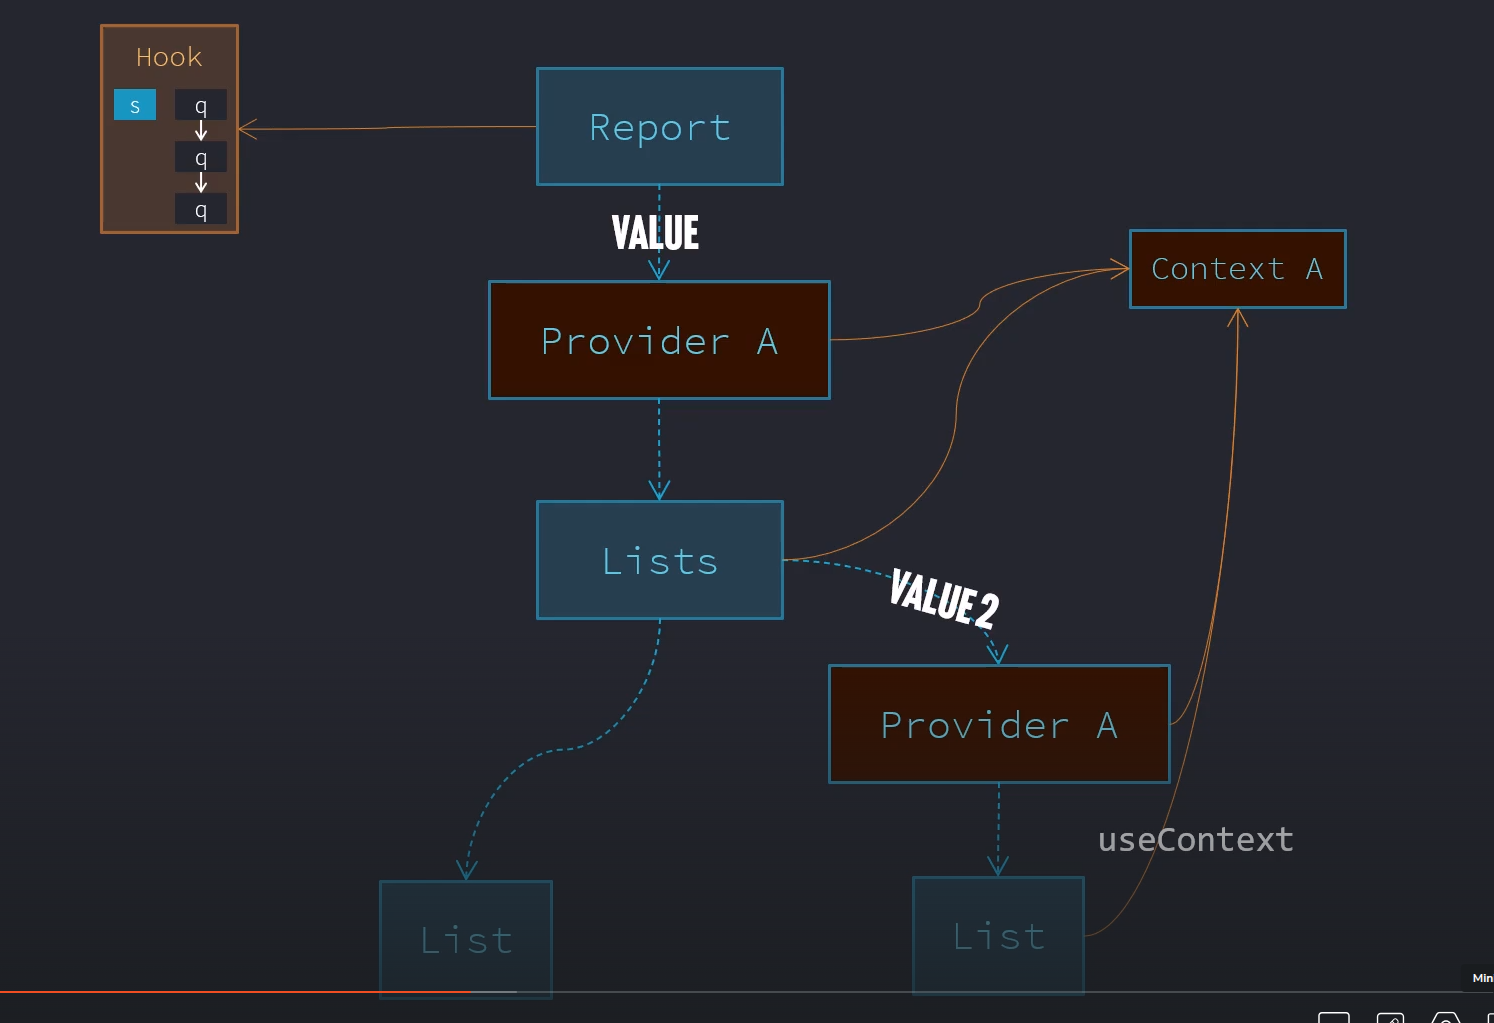 Hook
s
q
q
q
Report
VALUE
Context A
Provider A
Lists
VALUE 2
Provider A
useContext
List
List
Min